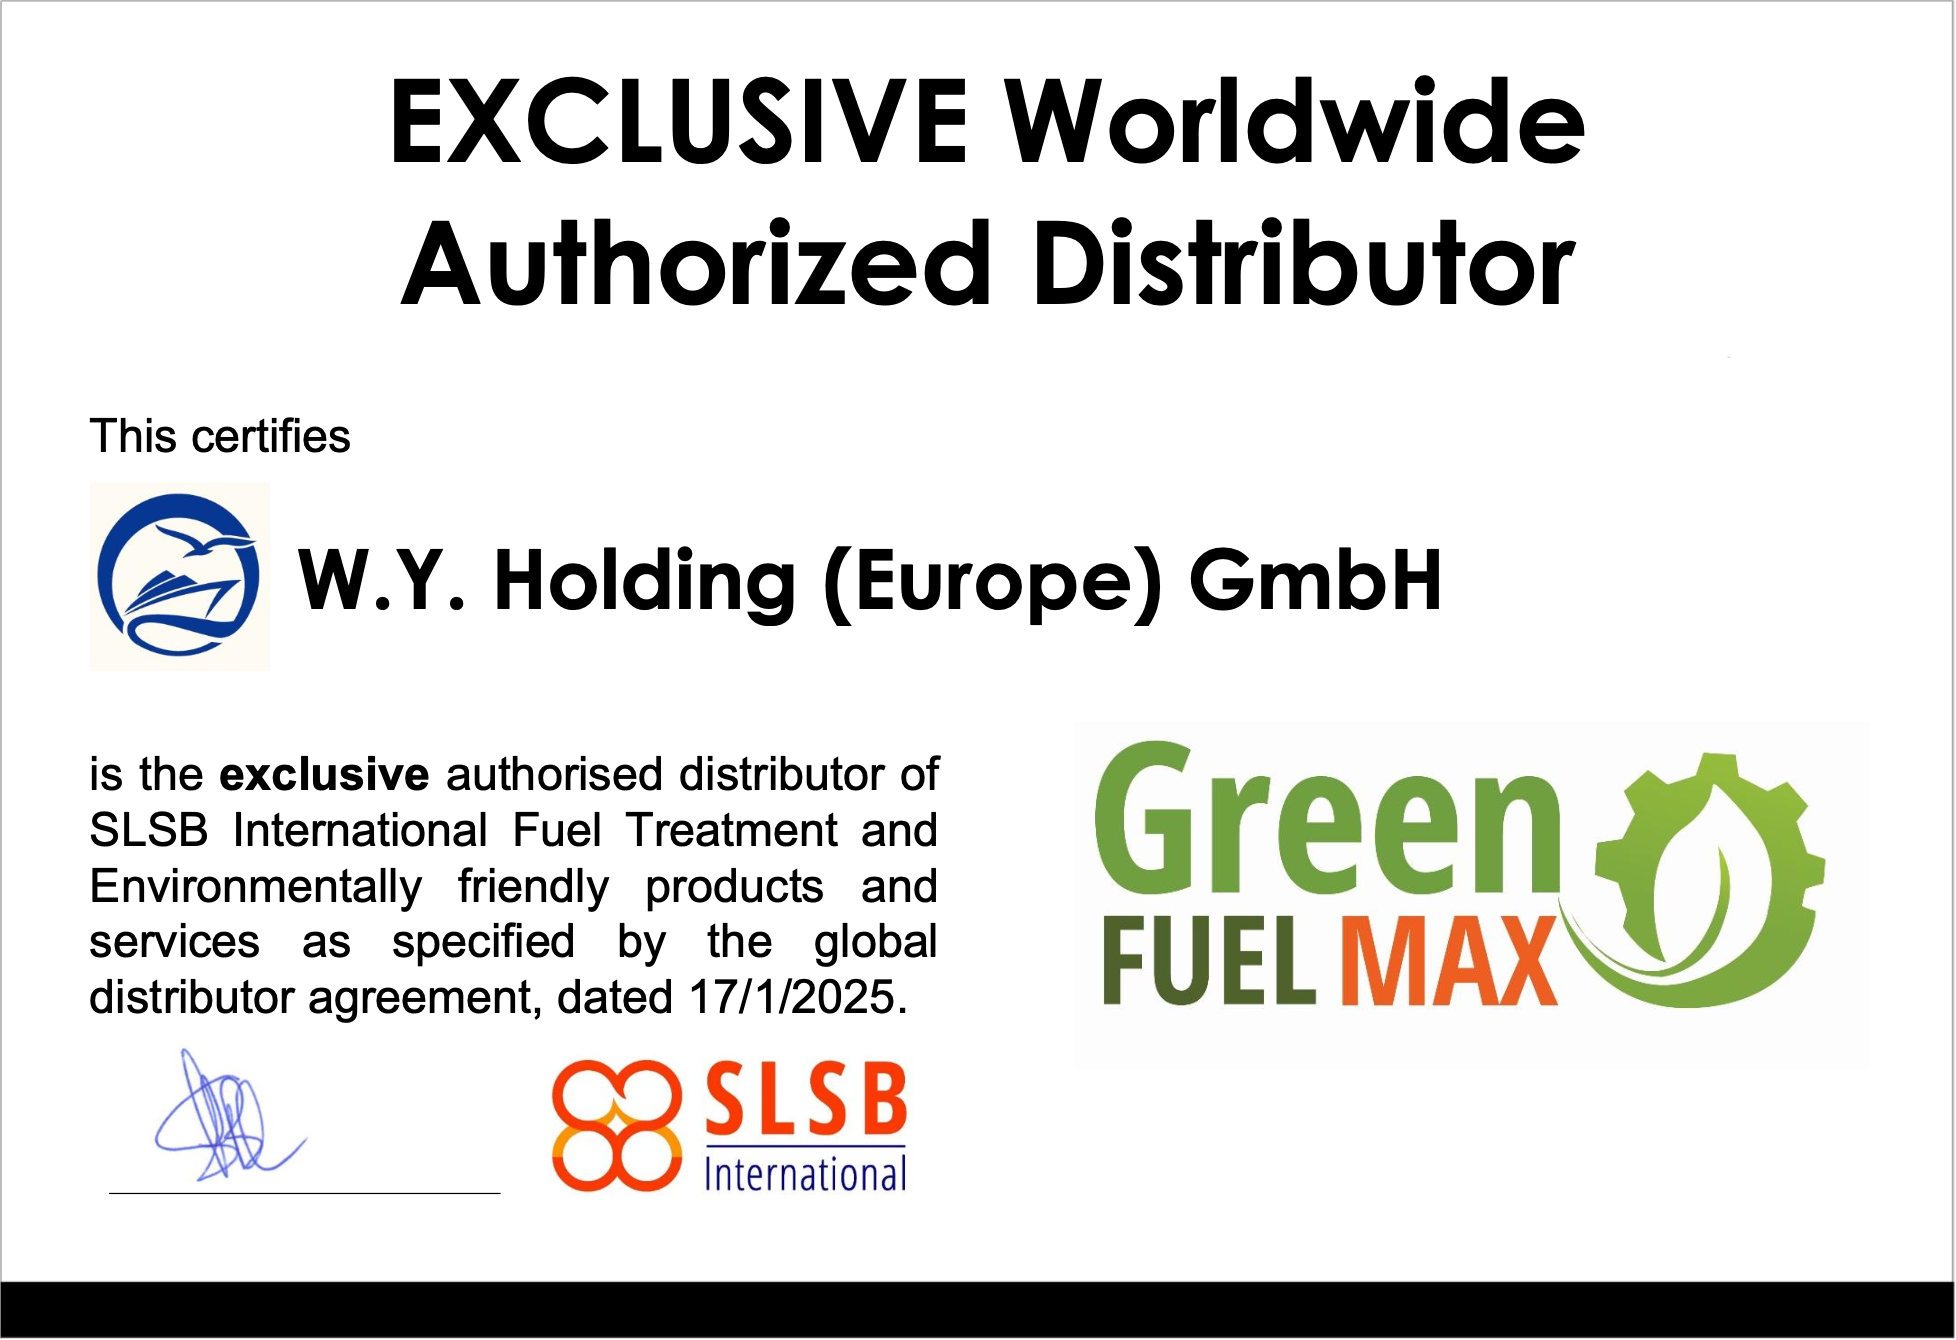 EXCLUSIVE Worldwide
Authorized Distributor
This certifies
W.Y. Holding (Europe) GmbH
is the exclusive authorised distributor of
SLSB International Fuel Treatment and
Environmentally friendly products and
services as specified by the global
distributor agreement, dated 17/1/2025.
Green
FUEL MAX
SLSB
International